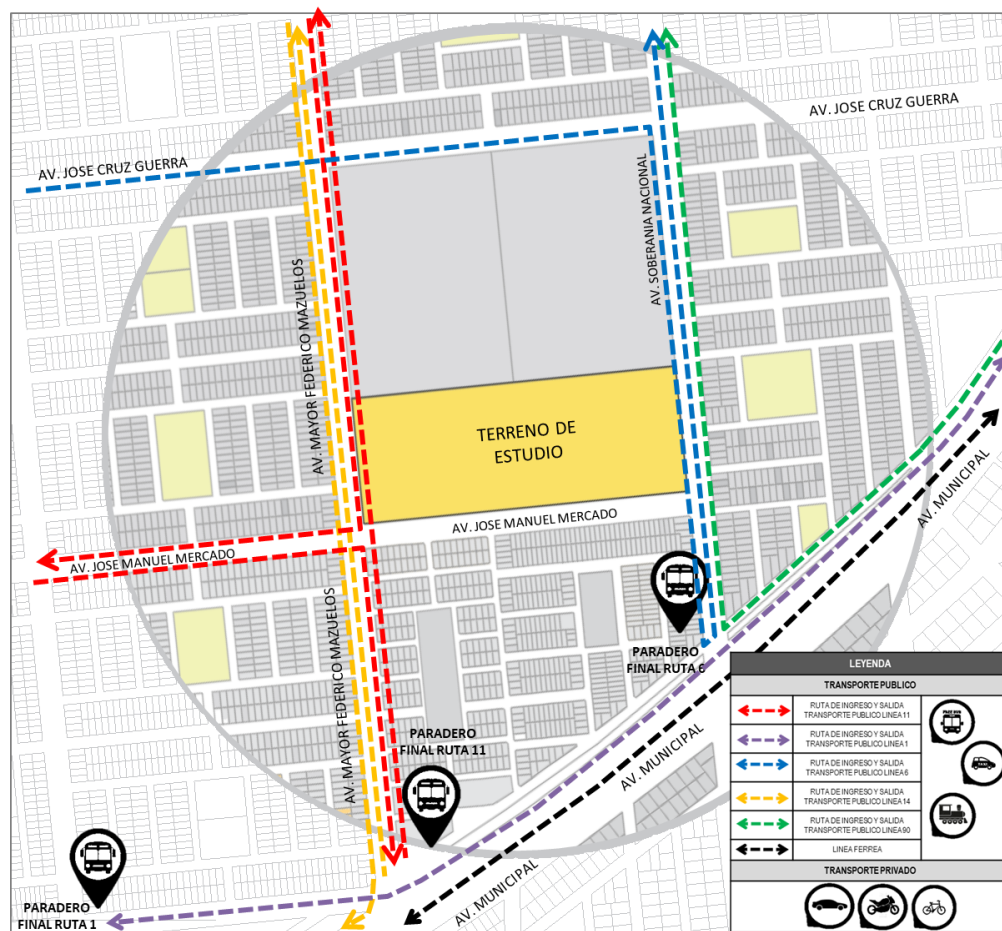 AV. JOSE CRUZ GUERRA
AV. JOSE CRUZ GUERRA
AV. MAYOR FEDERICO MAZUELOS
AV. SOBERANIA NACIONAL
TERRENO DE
ESTUDIO
AV. JOSE MANUEL MERCADO
AV. MUNICIPAL
AV. JOSE MANUEL MERCADO
AV. MAYOR FEDERICO MAZUELOS
PARADERO
FINAL RUTA 6
PARADERO
FINAL RUTA 11
AV. MUNICIPAL
AV. MUNICIPAL
PARADERO
FINAL RUTA 1
LEYENDA
TRANSPORTE PUBLICO
RUTA DE INGRESO Y SALIDA
TRANSPORTE PUBLICO LINEA 11
RUTA DE INGRESO Y SALIDA
TRANSPORTE PUBLICO LINEA 1
RUTA DE INGRESO Y SALIDA
TRANSPORTE PUBLICO LINEA 6
RUTA DE INGRESO Y SALIDA
TRANSPORTE PUBLICO LINEA 14
RUTA DE INGRESO Y SALIDA
TRANSPORTE PUBLICO LINEA 90
LINEA FERREA
TRANSPORTE PRIVADO